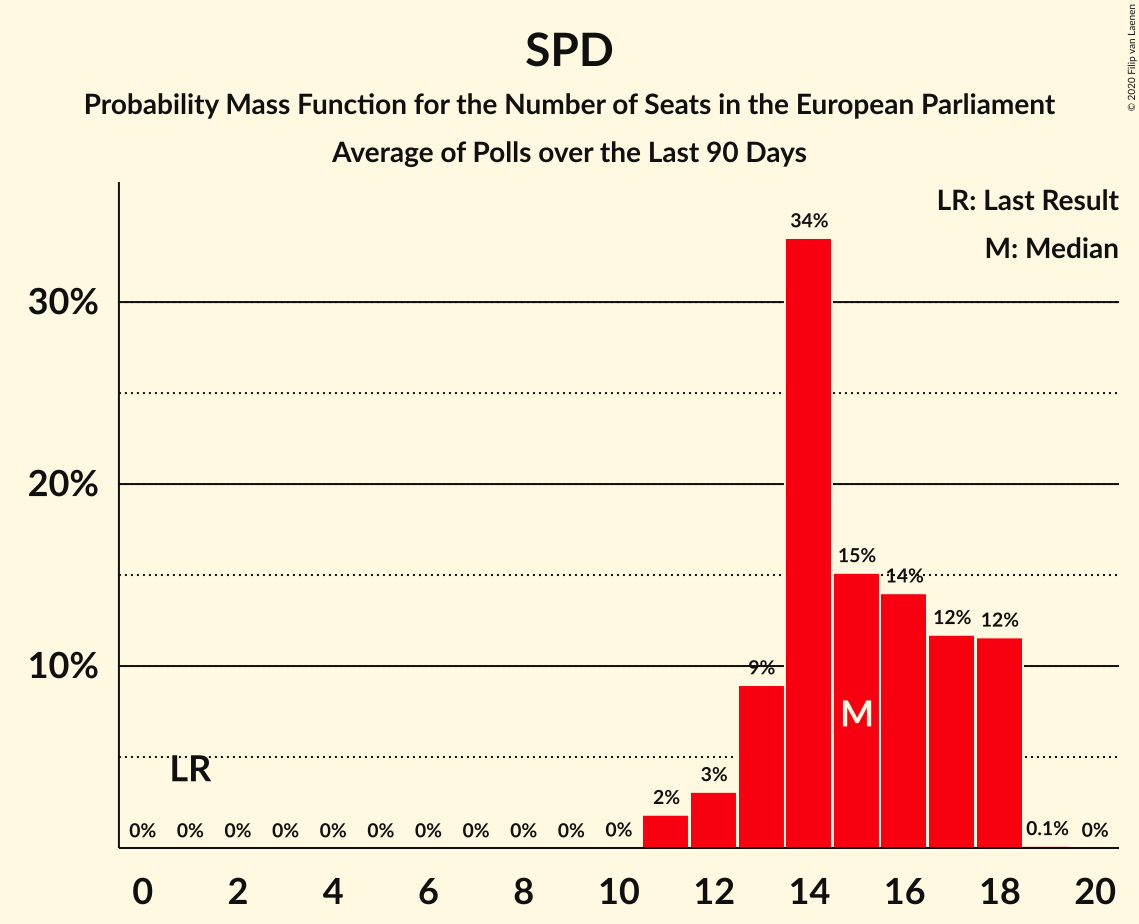 SPD
Probability Mass Function for the Number of Seats in the European Parliament
Average of Polls over the Last 90 Days
© 2020 Filip van Laenen
LR: Last Result
M: Median
34%
30%
20%
15%
14%
12% 12%
10%
9%
M
LR
3%
2%
0% 0% 0% 0% 0% 0% 0% 0% 0% 0% 0% 0.1% 0%
0 2 4 6 8 10 12 14 16 18 20